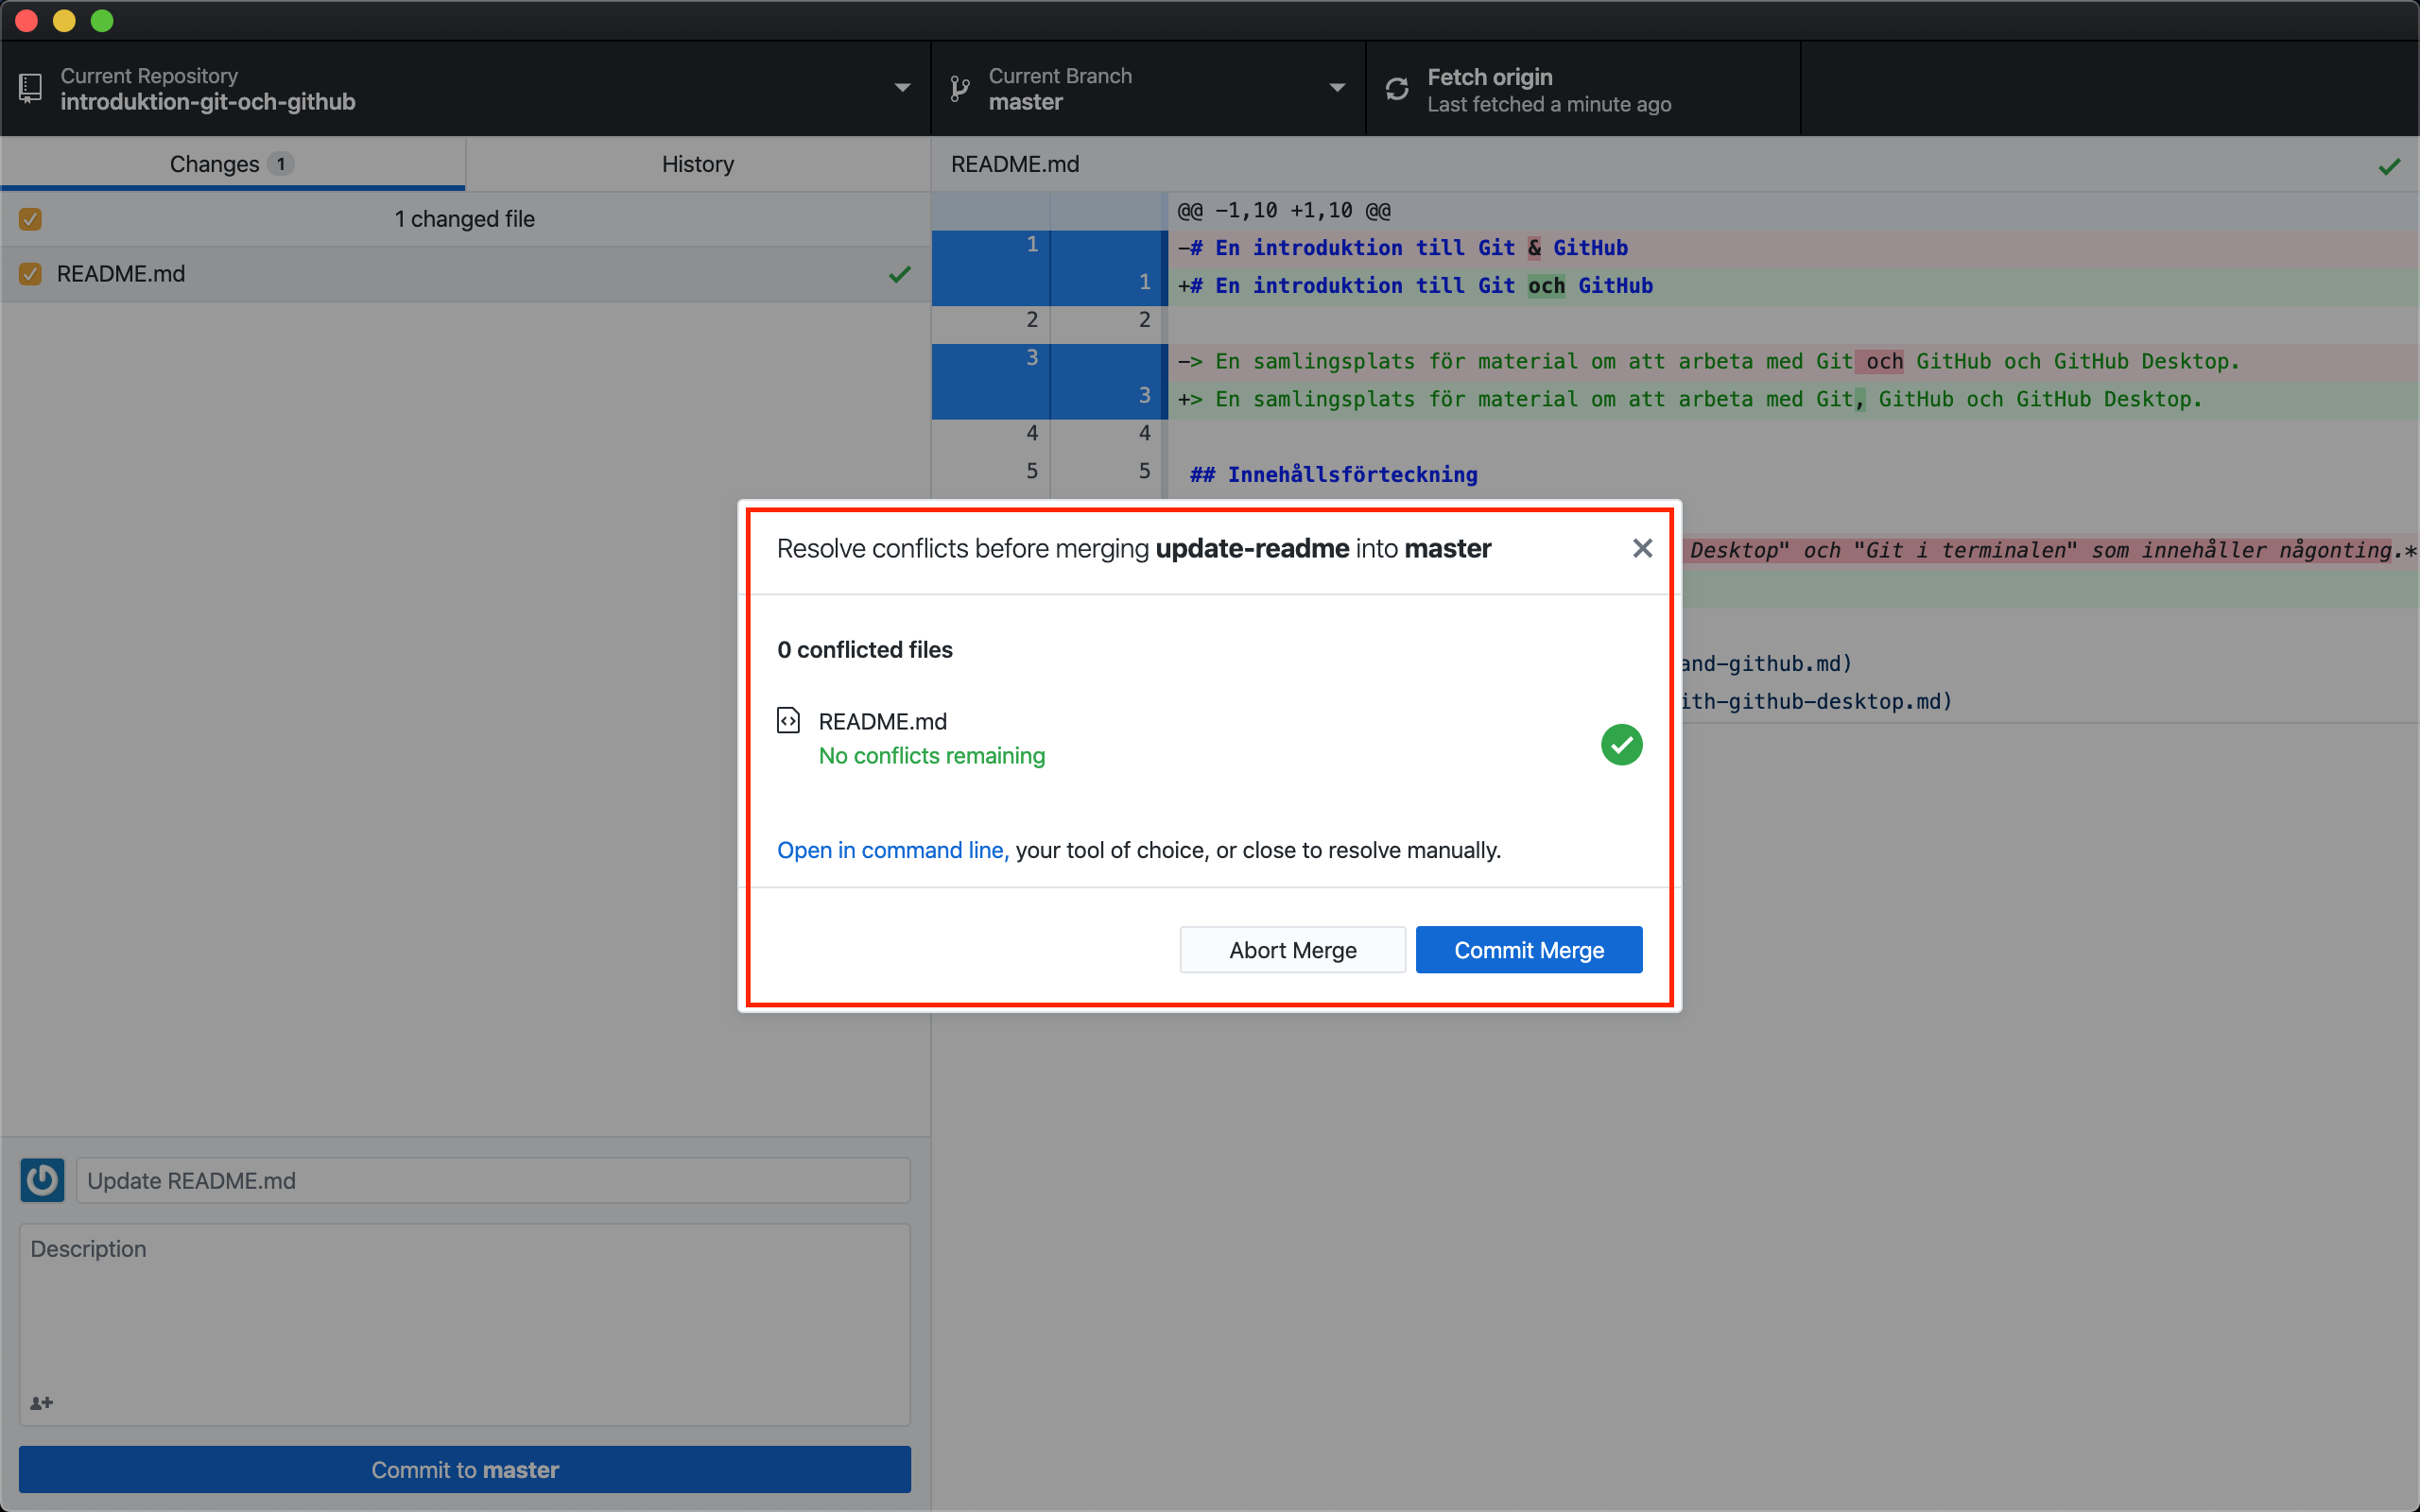 Current Repository
introduktion-git-och-github
Current Branch
master
Fetch origin
Last fetched a minute ago
Changes 1
History
README.md
1 changed file
README.md
@@ -1,10 +1,10 @@
1 -# En introduktion till Git & GitHub
1 +# En introduktion till Git och GitHub
2 2
3 -> En samlingsplats för material om att arbeta med Git och GitHub och GitHub Desktop.
3 +> En samlingsplats för material om att arbeta med Git, GitHub och GitHub Desktop.
4 4
5 5 ## Innehållsförteckning
Desktop" och "Git i terminalen" som innehåller någonting.*
and-github.md)
ith-github-desktop.md)
Resolve conflicts before merging update-readme into master
0 conflicted files
README.md
No conflicts remaining
Open in command line, your tool of choice, or close to resolve manually.
Abort Merge
Commit Merge
Update README.md
Description
Commit to master